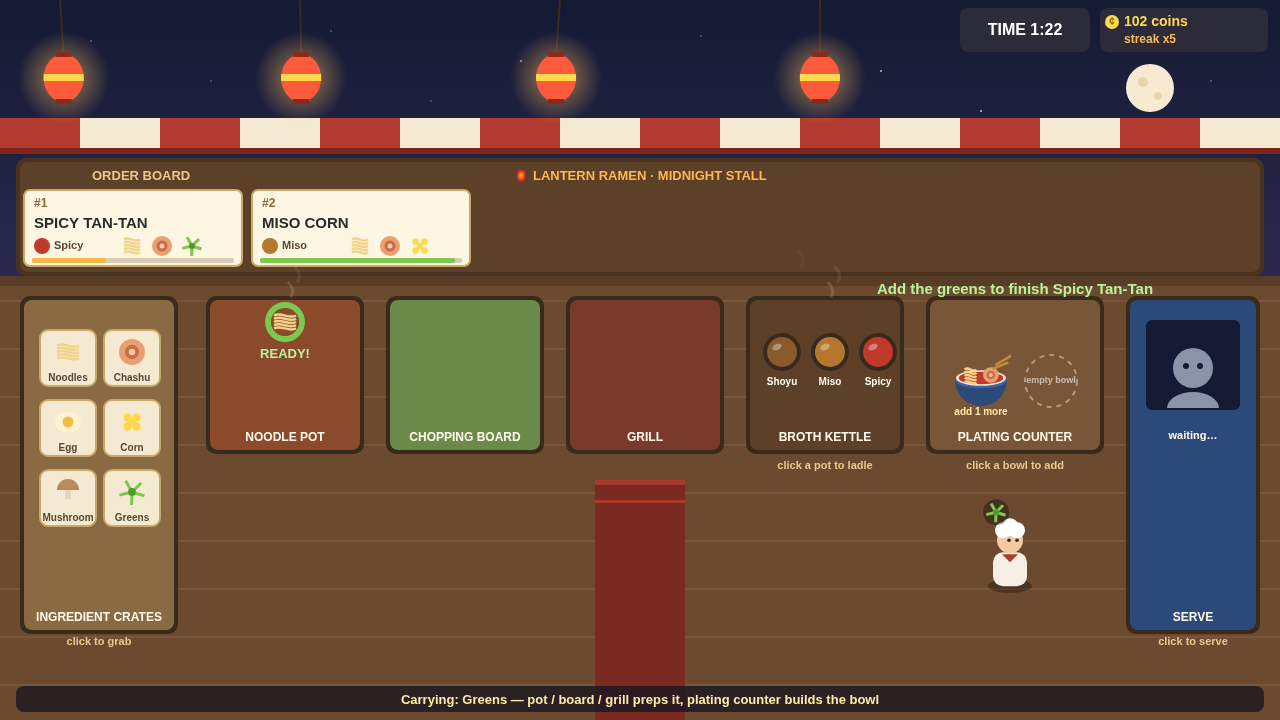 TIME 1:22
102 coins
streak x5
ORDER BOARD
LANTERN RAMEN · MIDNIGHT STALL
#1
SPICY TAN-TAN
Spicy
#2
MISO CORN
Miso
Add the greens to finish Spicy Tan-Tan
Noodles
Chashu
Egg
Corn
Mushroom
Greens
INGREDIENT CRATES
click to grab
READY!
NOODLE POT
CHOPPING BOARD
GRILL
Shoyu
Miso
Spicy
BROTH KETTLE
click a pot to ladle
add 1 more
empty bowl
PLATING COUNTER
click a bowl to add
waiting…
SERVE
click to serve
Carrying: Greens — pot / board / grill preps it, plating counter builds the bowl